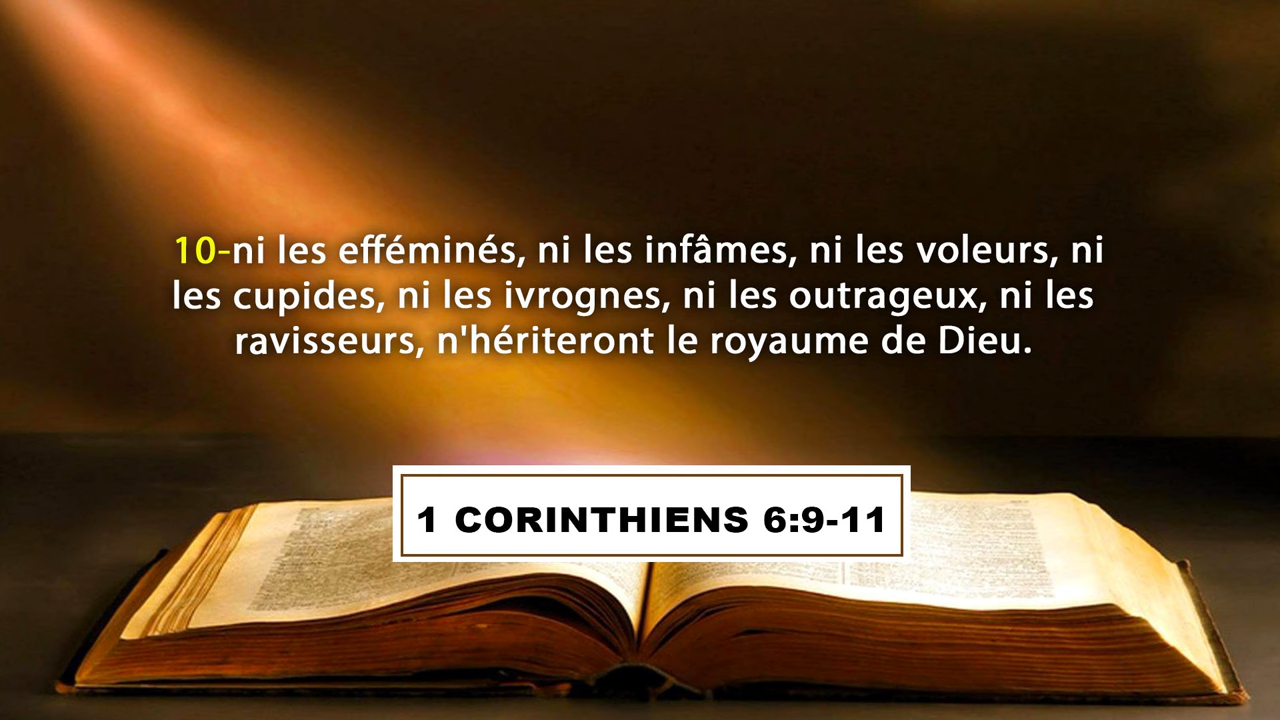 10-ni les efféminés, ni les infâmes, ni les voleurs, ni
les cupides, ni les ivrognes, ni les outrageux, ni les
ravisseurs, n'hériteront le royaume de Dieu.
1 CORINTHIENS 6:9-11